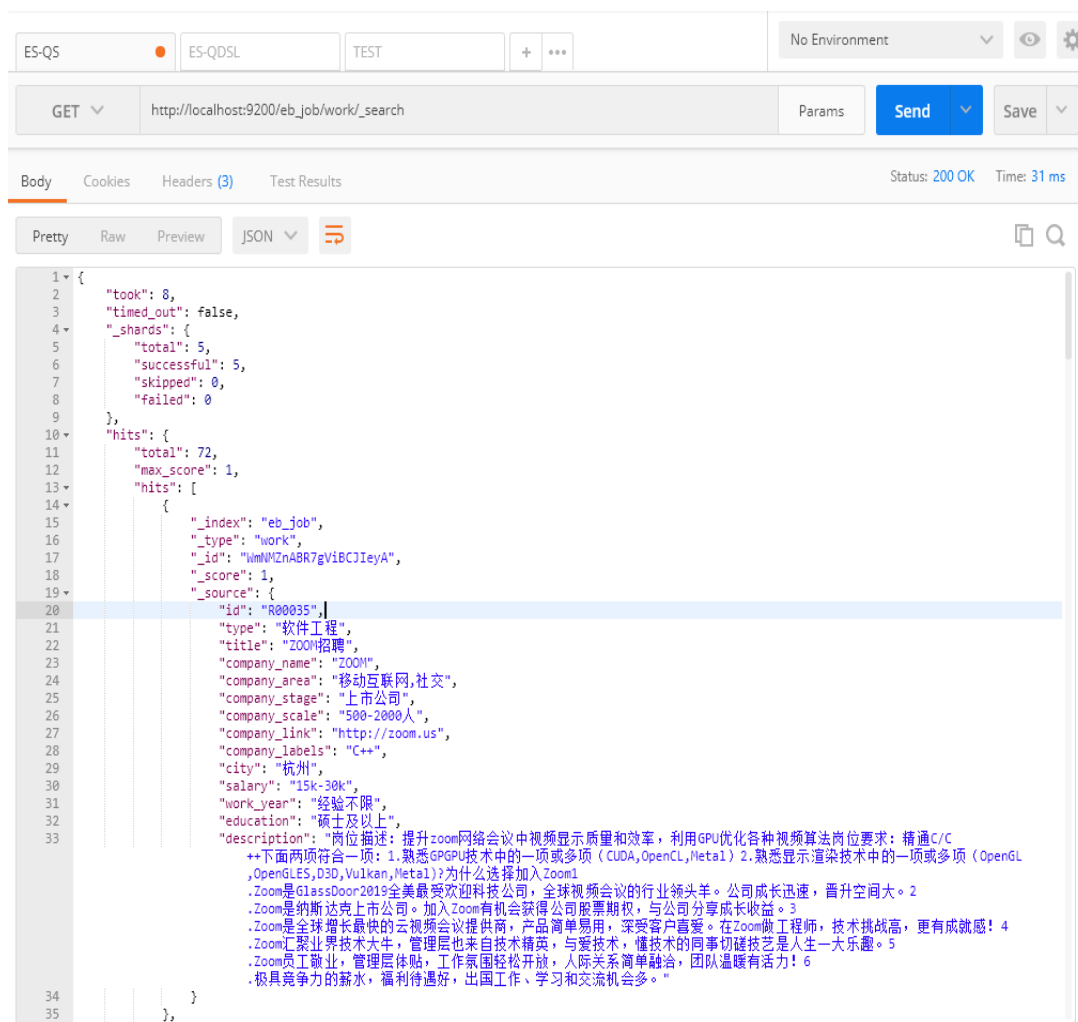 ES-QS ES-QDSL TEST + ••• No Environment
GET http://localhost:9200/eb_job/work/_search Params Send Save
Body Cookies Headers (3) Test Results Status: 200 OK Time: 31 ms
Pretty Raw Preview JSON
1 {
2 "took": 8,
3 "timed_out": false,
4 "_shards": {
5 "total": 5,
6 "successful": 5,
7 "skipped": 0,
8 "failed": 0
9 },
10 "hits": {
11 "total": 72,
12 "max_score": 1,
13 "hits": [
14 {
15 "_index": "eb_job",
16 "_type": "work",
17 "_id": "WmNMZnABR7gViBCJIeyA",
18 "_score": 1,
19 "_source": {
20 "id": "R00035",
21 "type": "软件工程",
22 "title": "ZOOM招聘",
23 "company_name": "ZOOM",
24 "company_area": "移动互联网,社交",
25 "company_stage": "上市公司",
26 "company_scale": "500-2000人",
27 "company_link": "http://zoom.us",
28 "company_labels": "C++",
29 "city": "杭州",
30 "salary": "15k-30k",
31 "work_year": "经验不限",
32 "education": "硕士及以上",
33 "description": "岗位描述：提升zoom网络会议中视频显示质量和效率，利用GPU优化各种视频算法岗位要求：精通C/C
++下面两项符合一项：1.熟悉GPGPU技术中的一项或多项（CUDA,OpenCL,Metal）2.熟悉显示渲染技术中的一项或多项（OpenGL
,OpenGLES,D3D,Vulkan,Metal)?为什么选择加入Zoom1
.Zoom是GlassDoor2019全美最受欢迎科技公司，全球视频会议的行业领头羊。公司成长迅速，晋升空间大。2
.Zoom是纳斯达克上市公司。加入Zoom有机会获得公司股票期权，与公司分享成长收益。3
.Zoom是全球增长最快的云视频会议提供商，产品简单易用，深受客户喜爱。在Zoom做工程师，技术挑战高，更有成就感！4
.Zoom汇聚业界技术大牛，管理层也来自技术精英，与爱技术，懂技术的同事切磋技艺是人生一大乐趣。5
.Zoom员工敬业，管理层体贴，工作氛围轻松开放，人际关系简单融洽，团队温暖有活力！6
.极具竞争力的薪水，福利待遇好，出国工作、学习和交流机会多。"
34 }
35 },